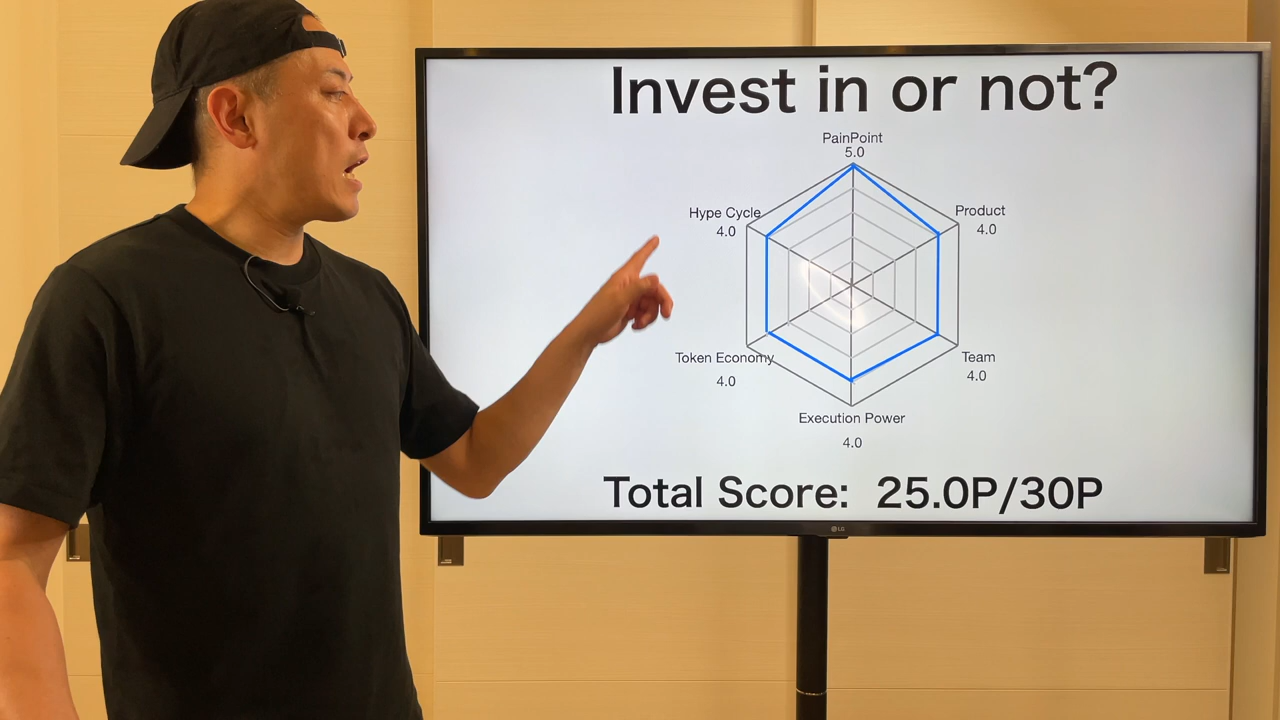 Invest in or not?
PainPoint
5.0
Hype Cycle
4.0
Product
4.0
Token Economy
4.0
Team
4.0
Execution Power
4.0
Total Score: 25.0P/30P
LG